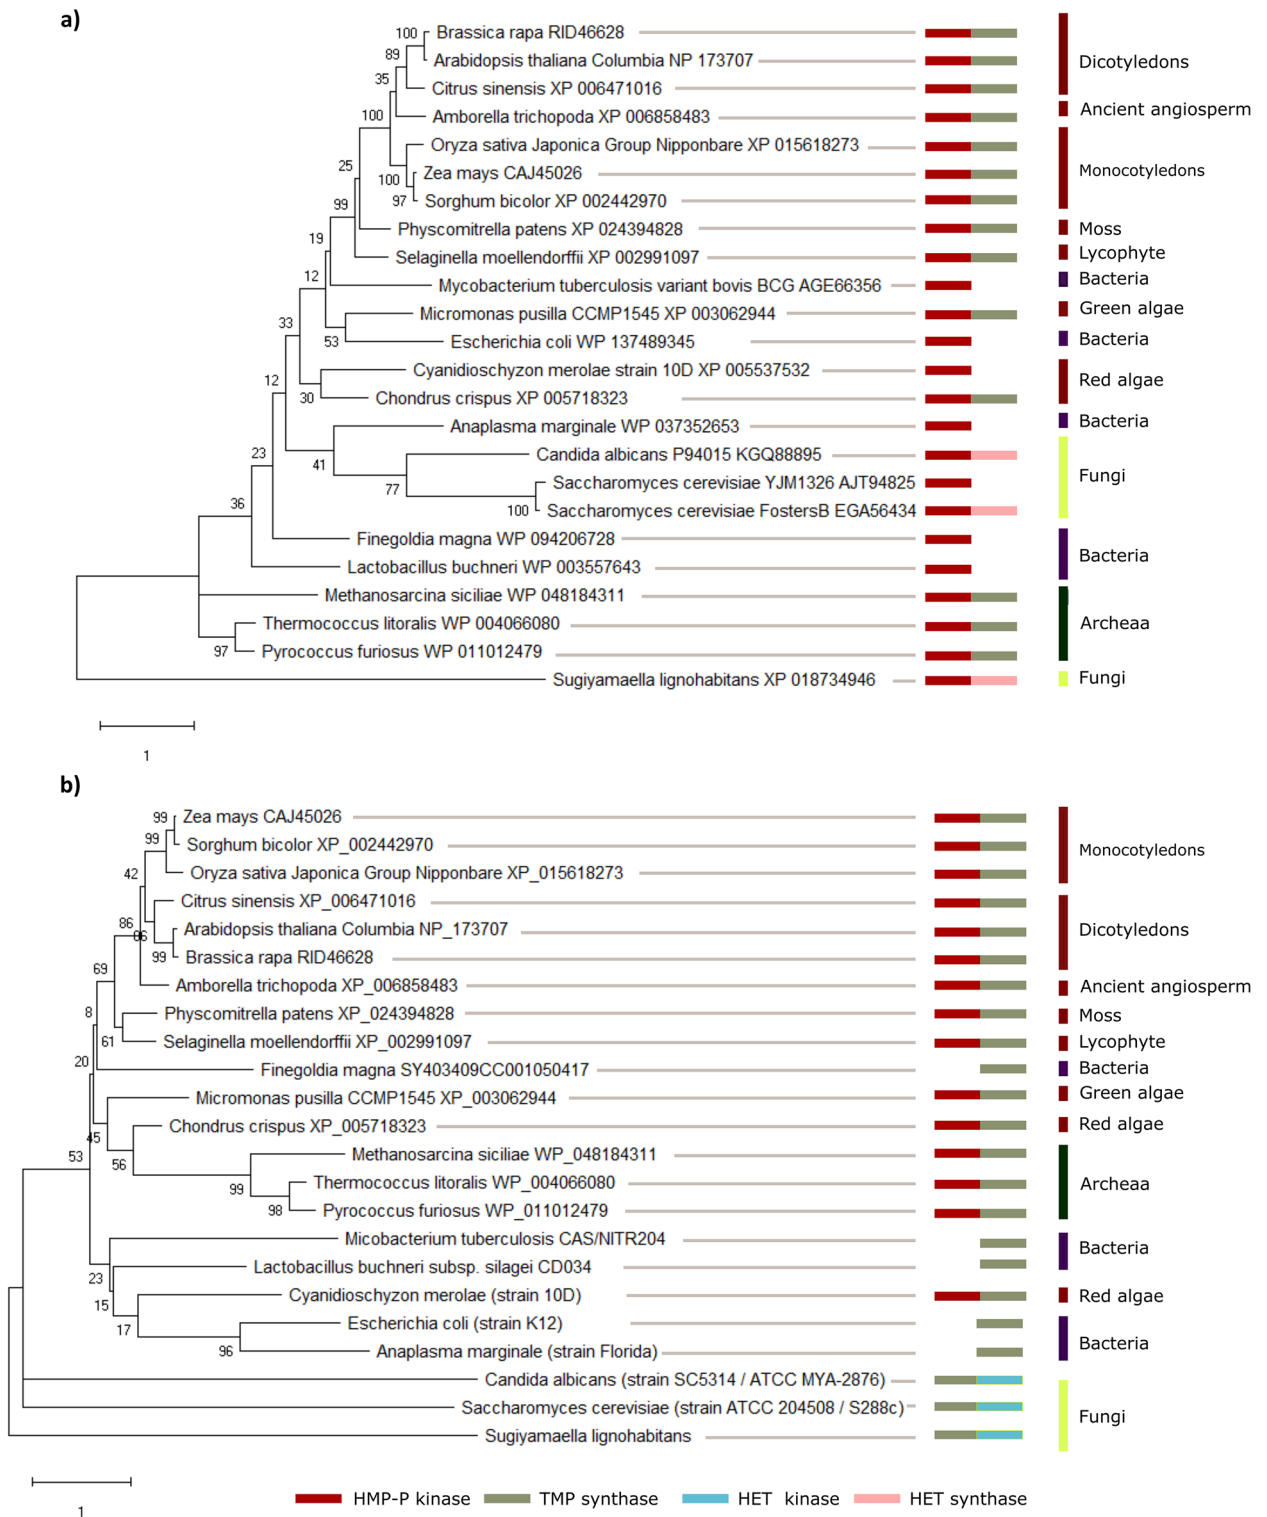 a)
100 Brassica rapa RID46628
89 Arabidopsis thaliana Columbia NP 173707
Dicotyledons
35 Citrus sinensis XP 006471016
100 Amborella trichopoda XP 006858483
Ancient angiosperm
Oryza sativa Japonica Group Nipponbare XP 015618273
25 100 Zea mays CAJ45026
Monocotyledons
99 97 Sorghum bicolor XP 002442970
Physcomitrella patens XP 024394828
Moss
19 Selaginella moellendorffii XP 002991097
Lycophyte
12 Mycobacterium tuberculosis variant bovis BCG AGE66356
Bacteria
33 Micromonas pusilla CCMP1545 XP 003062944
Green algae
53 Escherichia coli WP 137489345
Bacteria
12 Cyanidioschyzon merolae strain 10D XP 005537532
Red algae
30 Chondrus crispus XP 005718323
Anaplasma marginale WP 037352653
Bacteria
23 41 Candida albicans P94015 KGQ88895
77 Saccharomyces cerevisiae YJM1326 AJT94825
Fungi
36 100 Saccharomyces cerevisiae FostersB EGA56434
Finegoldia magna WP 094206728
Bacteria
Lactobacillus buchneri WP 003557643
Methanosarcina siciliae WP 048184311
Thermococcus litoralis WP 004066080
Archeaa
97 Pyrococcus furiosus WP 011012479
Sugiyamaella lignohabitans XP 018734946
Fungi
1
b)
99 Zea mays CAJ45026
99 Sorghum bicolor XP_002442970
Monocotyledons
42 Oryza sativa Japonica Group Nipponbare XP_015618273
Citrus sinensis XP_006471016
86 Arabidopsis thaliana Columbia NP_173707
Dicotyledons
99 Brassica rapa RID46628
69 Amborella trichopoda XP_006858483
Ancient angiosperm
8 Physcomitrella patens XP_024394828
Moss
61 Selaginella moellendorffii XP_002991097
Lycophyte
20 Finegoldia magna SY403409CC001050417
Bacteria
Micromonas pusilla CCMP1545 XP_003062944
Green algae
45 Chondrus crispus XP_005718323
Red algae
53 56 Methanosarcina siciliae WP_048184311
99 Thermococcus litoralis WP_004066080
Archeaa
98 Pyrococcus furiosus WP_011012479
Micobacterium tuberculosis CAS/NITR204
Bacteria
23 Lactobacillus buchneri subsp. silagei CD034
15 Cyanidioschyzon merolae (strain 10D)
Red algae
17 Escherichia coli (strain K12)
Bacteria
96 Anaplasma marginale (strain Florida)
Candida albicans (strain SC5314 / ATCC MYA-2876)
Saccharomyces cerevisiae (strain ATCC 204508 / S288c)
Fungi
Sugiyamaella lignohabitans
1
HMP-P kinase TMP synthase HET kinase HET synthase